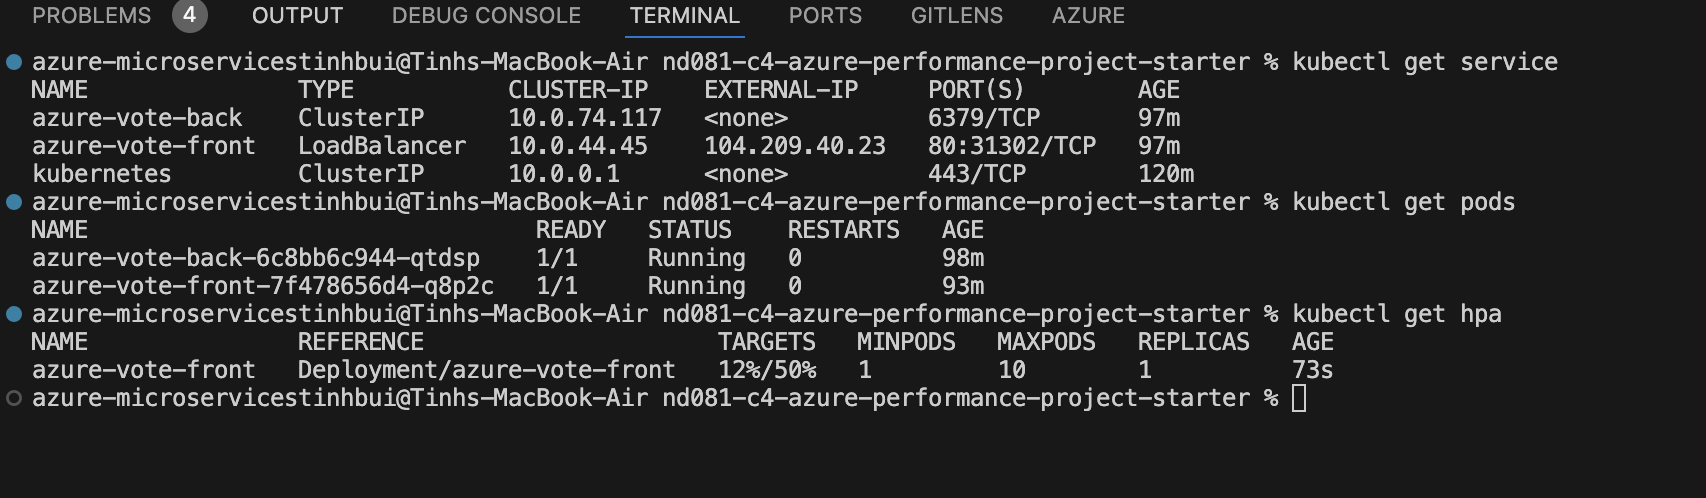 PROBLEMS 4 OUTPUT DEBUG CONSOLE TERMINAL PORTS GITLENS AZURE
azure-microservicestinhbui@Tinhs-MacBook-Air nd081-c4-azure-performance-project-starter % kubectl get service
NAME TYPE CLUSTER-IP EXTERNAL-IP PORT(S) AGE
azure-vote-back ClusterIP 10.0.74.117 <none> 6379/TCP 97m
azure-vote-front LoadBalancer 10.0.44.45 104.209.40.23 80:31302/TCP 97m
kubernetes ClusterIP 10.0.0.1 <none> 443/TCP 120m
azure-microservicestinhbui@Tinhs-MacBook-Air nd081-c4-azure-performance-project-starter % kubectl get pods
NAME READY STATUS RESTARTS AGE
azure-vote-back-6c8bb6c944-qtdsp 1/1 Running 0 98m
azure-vote-front-7f478656d4-q8p2c 1/1 Running 0 93m
azure-microservicestinhbui@Tinhs-MacBook-Air nd081-c4-azure-performance-project-starter % kubectl get hpa
NAME REFERENCE TARGETS MINPODS MAXPODS REPLICAS AGE
azure-vote-front Deployment/azure-vote-front 12%/50% 1 10 1 73s
azure-microservicestinhbui@Tinhs-MacBook-Air nd081-c4-azure-performance-project-starter %